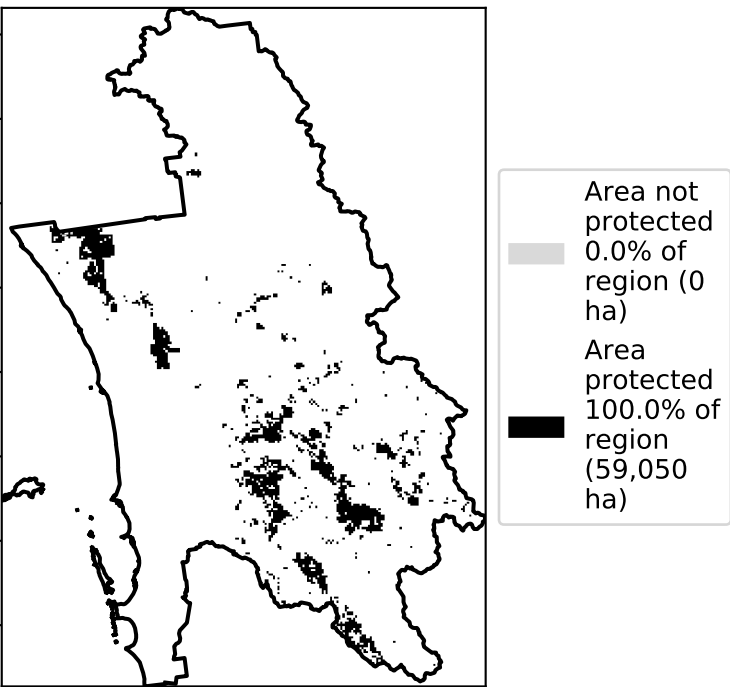 Area not
protected
0.0% of
region (0
ha)
Area
protected
100.0% of
region
(59,050
ha)